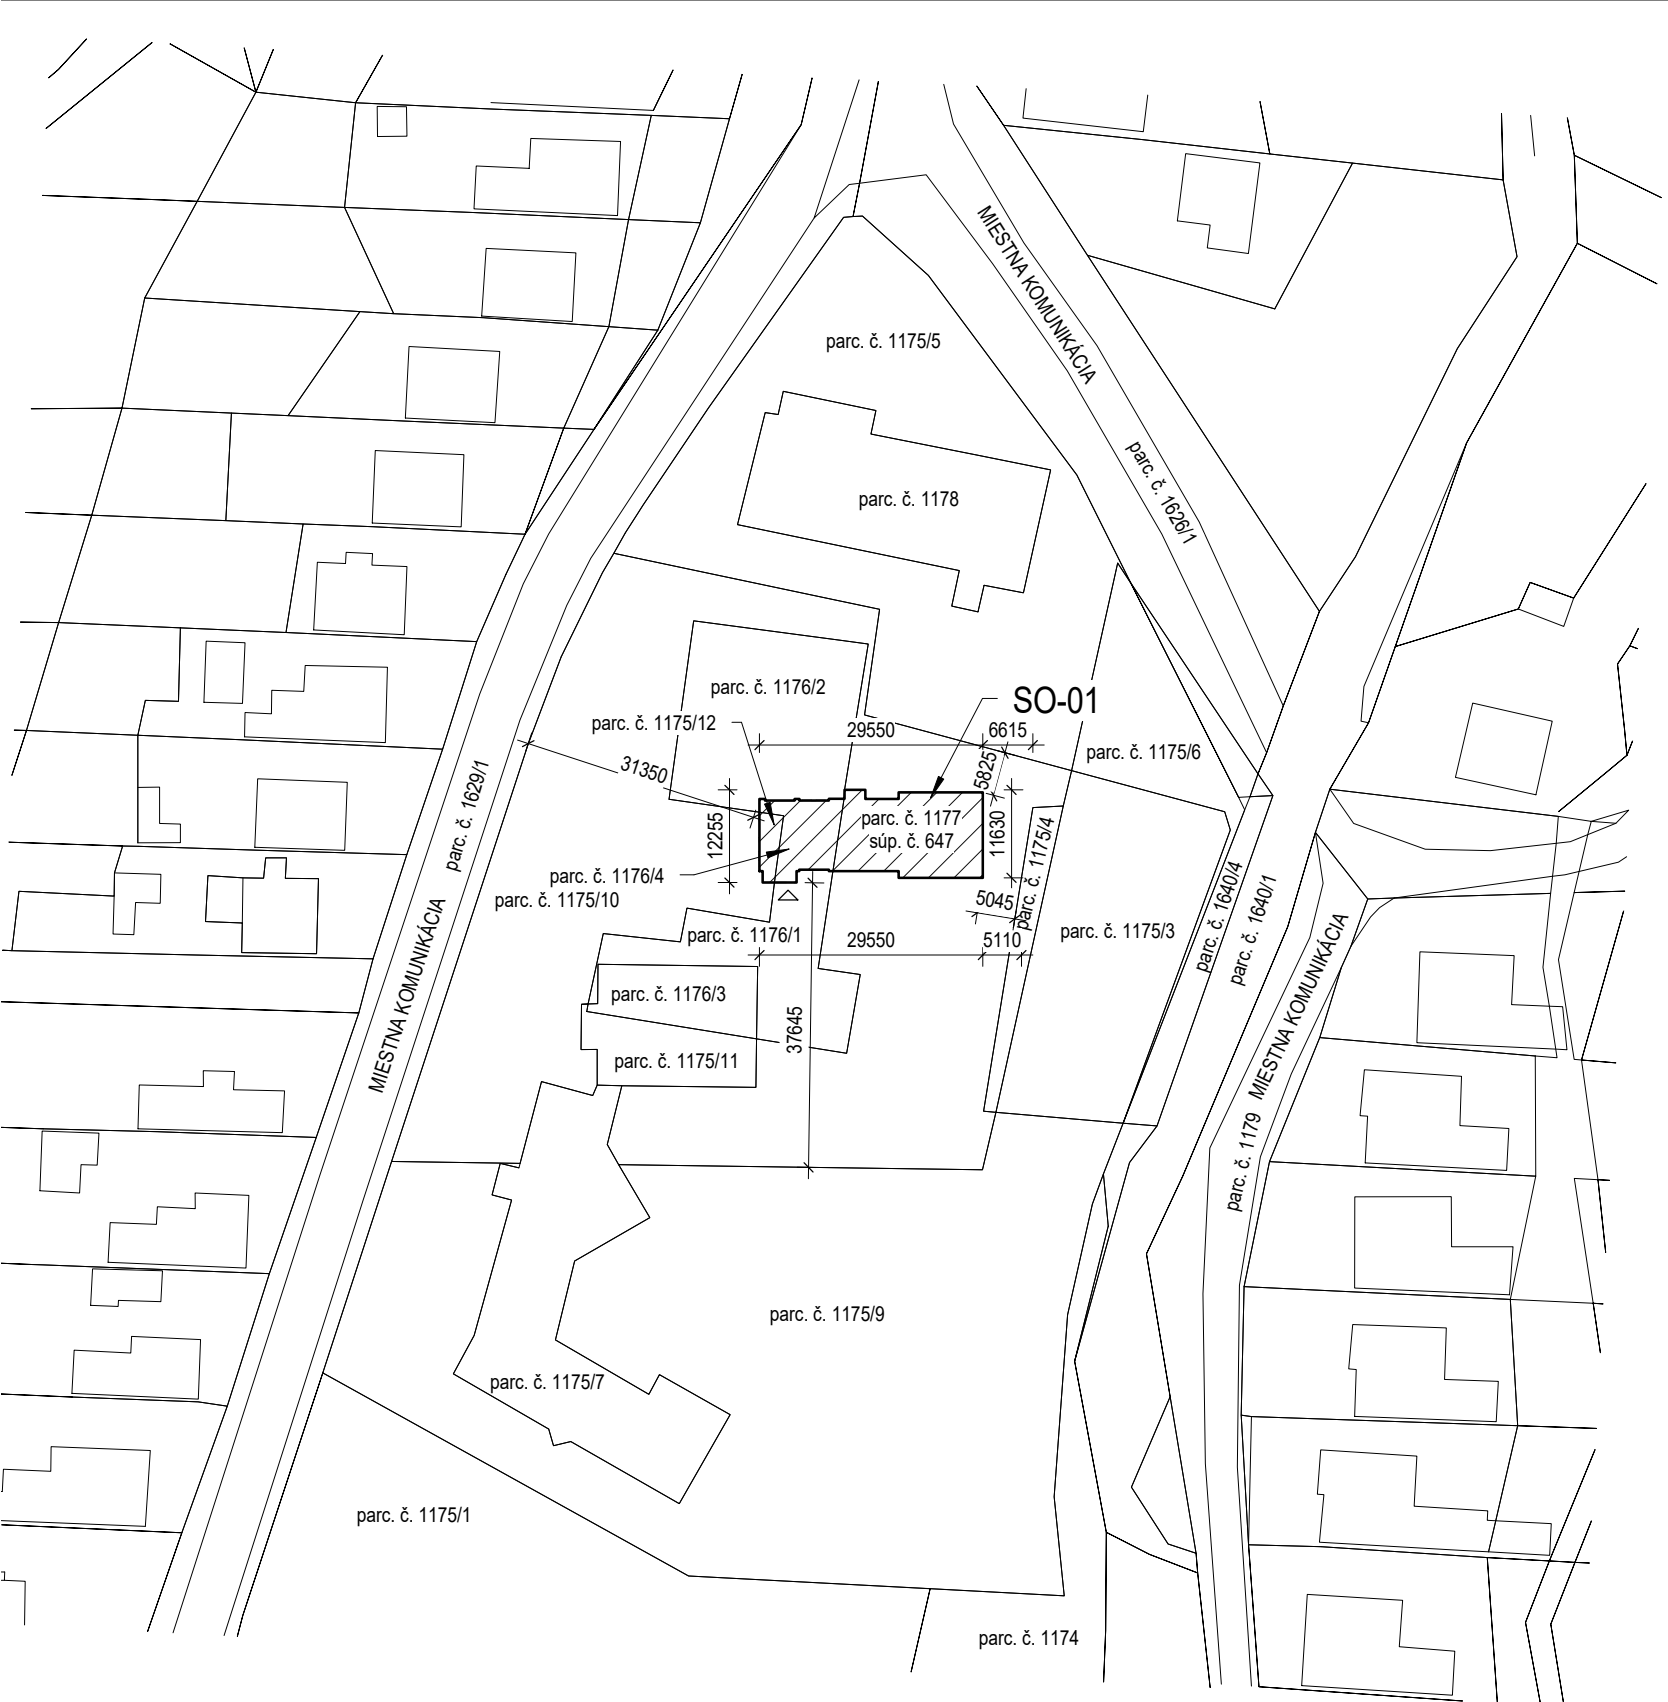 MIESTNA KOMUNIKÁCIA
parc. č. 1175/5
parc. č. 1626/1
parc. č. 1178
parc. č. 1176/2
SO-01
parc. č. 1175/12
29550
6615
parc. č. 1175/6
31350
5825
parc. č. 1629/1
12255
parc. č. 1177
súp. č. 647
11630
parc. č. 1175/4
parc. č. 1176/4
parc. č. 1175/10
5045
parc. č. 1640/4
parc. č. 1640/1
parc. č. 1176/1
29550
5110
parc. č. 1175/3
MIESTNA KOMUNIKÁCIA
parc. č. 1176/3
37645
MIESTNA KOMUNIKÁCIA
parc. č. 1175/11
parc. č. 1179
parc. č. 1175/9
parc. č. 1175/7
parc. č. 1175/1
parc. č. 1174